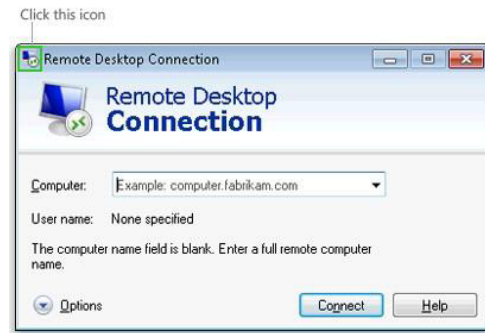 Click this icon
Remote Desktop Connection
Remote Desktop
Connection
Computer: Example: computer.fabrikam.com
User name: None specified
The computer name field is blank. Enter a full remote computer
name.
Options Connect Help